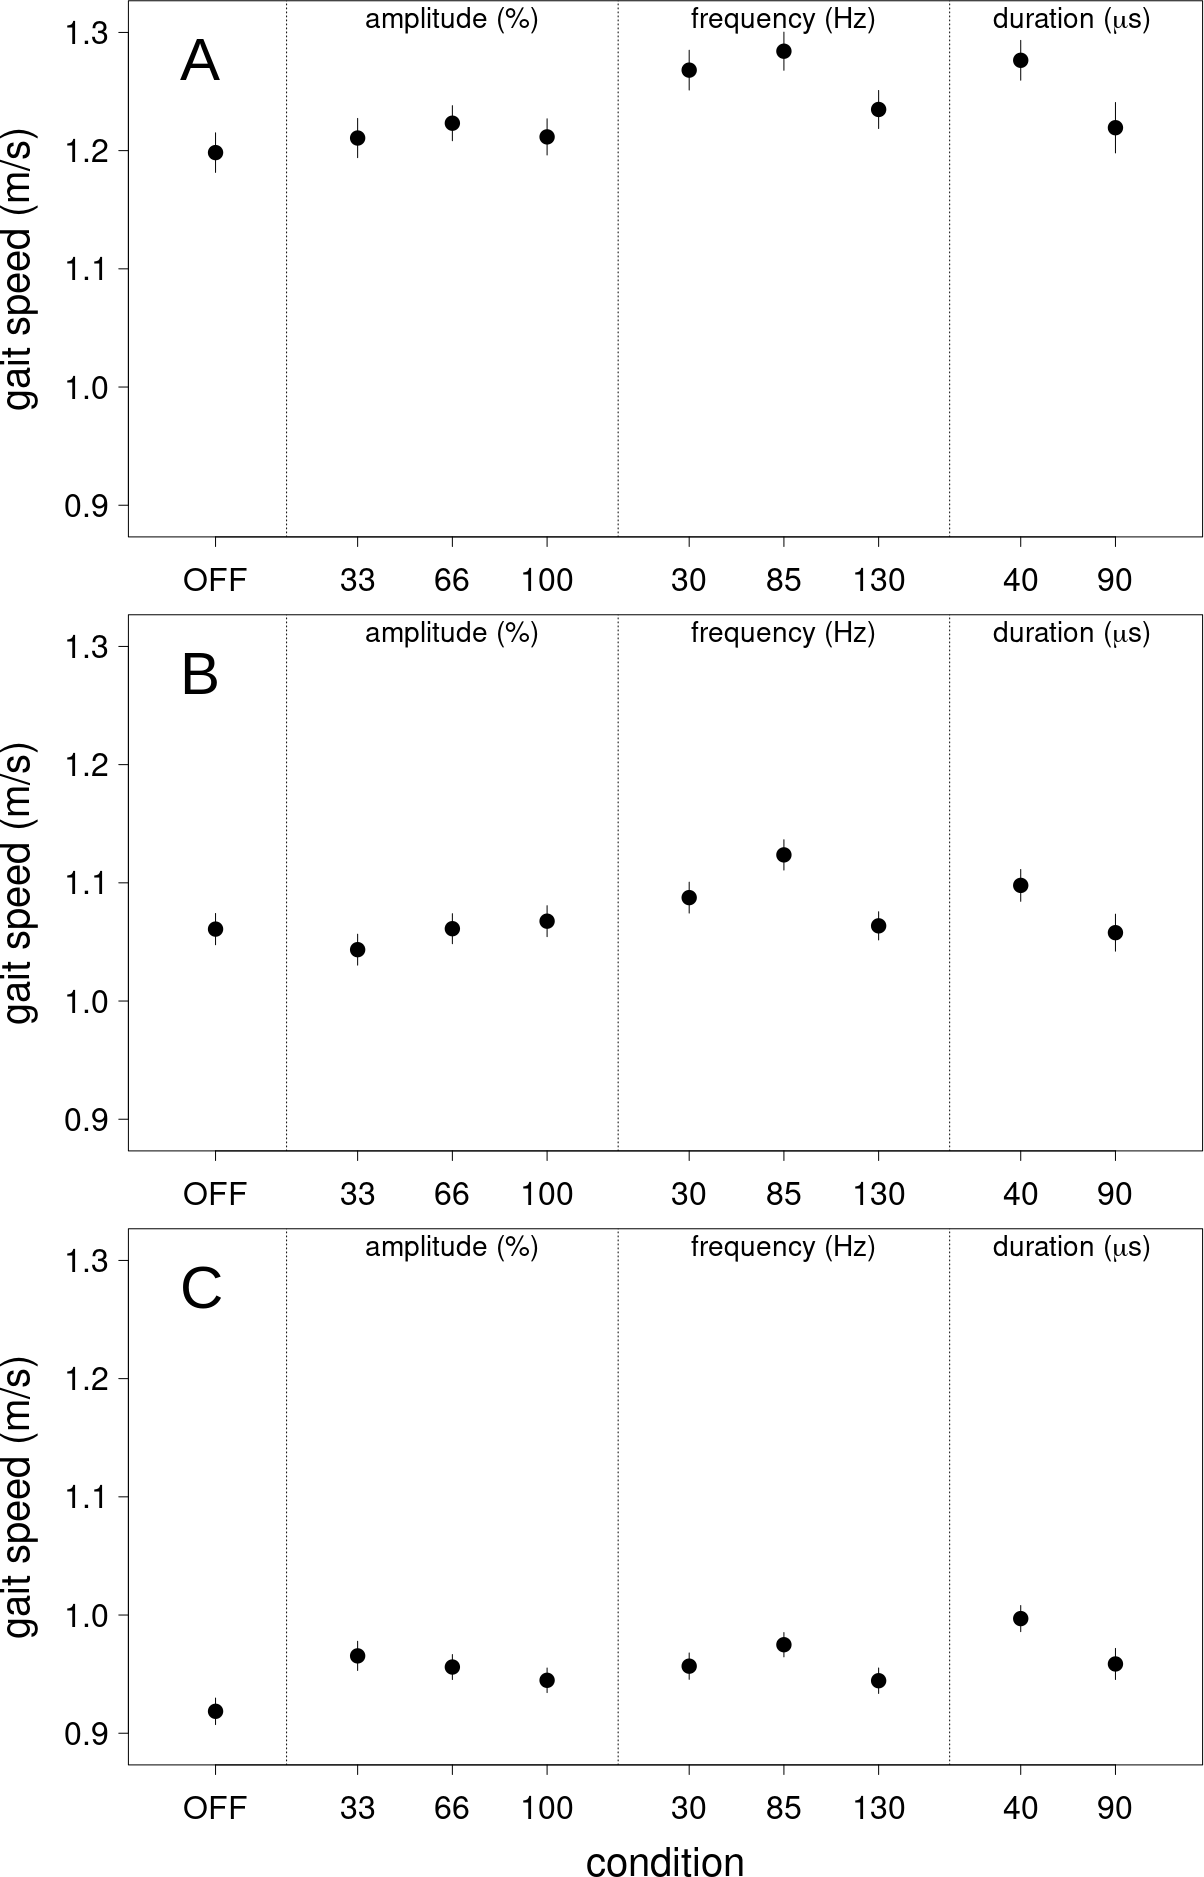 amplitude (%) frequency (Hz) duration (μs)
A
gait speed (m/s)
1.3
1.2
1.1
1.0
0.9
OFF 33 66 100 30 85 130 40 90
amplitude (%) frequency (Hz) duration (μs)
B
gait speed (m/s)
1.3
1.2
1.1
1.0
0.9
OFF 33 66 100 30 85 130 40 90
amplitude (%) frequency (Hz) duration (μs)
C
gait speed (m/s)
1.3
1.2
1.1
1.0
0.9
OFF 33 66 100 30 85 130 40 90
condition